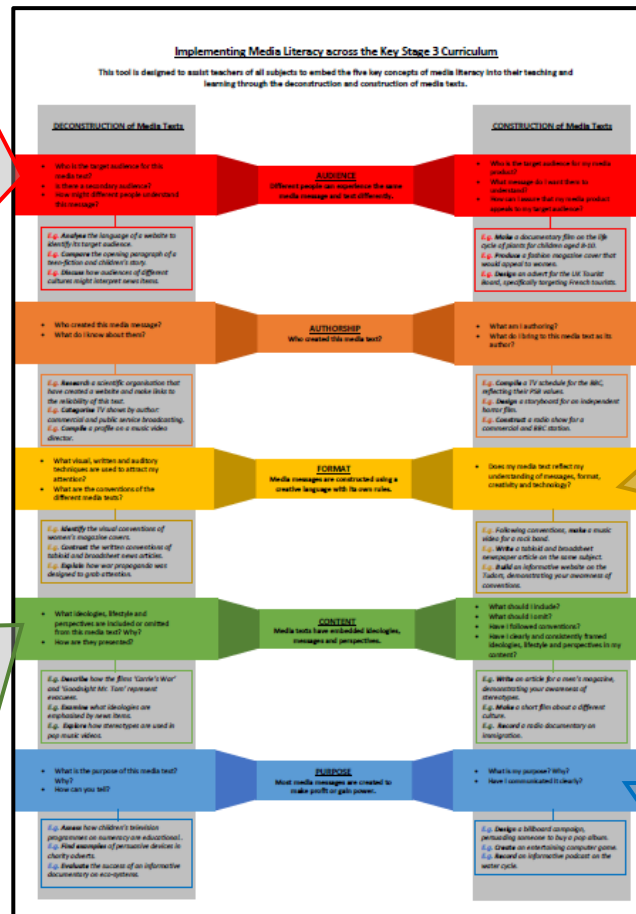 Implementing Media Literacy across the Key Stage 3 Curriculum
This tool is designed to assist teachers of all subjects to embed the five key concepts of media literacy into their teaching and
learning through the deconstruction and construction of media texts.
DECONSTRUCTION of Media Texts
CONSTRUCTION of Media Texts
• Who is the target audience for this
media text?
• Is there a secondary audience?
• How might different people understand
this message?
AUDIENCE
Different people can experience the same
media message and text differently.
• Who is the target audience for my media
product?
• What message do I want them to
understand?
• How can I ensure that my media product
appeals to my target audience?
E.g. Analyse the language of a website to
identify its target audience.
E.g. Compare the opening paragraph of a
teen-fiction and children's story.
E.g. Discuss how audiences of different
cultures might interpret news items.
E.g. Make a documentary film on the life
cycle of plants for children aged 8-10.
E.g. Produce a fashion magazine cover that
would appeal to women.
E.g. Design an advert for the UK Tourist
Board, specifically targeting French tourists.
• Who created this media message?
• What do I know about them?
AUTHORSHIP
Who created this media text?
• What am I authoring?
• What do I bring to this media text as its
author?
E.g. Research a scientific organisation that
have created a website and make links to
the reliability of this text.
E.g. Categorise TV shows by author:
commercial and public service broadcasting.
E.g. Compile a profile on a music video
director.
E.g. Compile a TV schedule for the BBC,
reflecting their PSB values.
E.g. Design a storyboard for an independent
horror film.
E.g. Construct a radio show for a
commercial and BBC station.
• What visual, written and auditory
techniques are used to attract my
attention?
• What are the conventions of the
different media texts?
FORMAT
Media messages are constructed using a
creative language with its own rules.
• Does my media text reflect my
understanding of messages, format,
creativity and technology?
E.g. Identify the visual conventions of
women's magazine covers.
E.g. Contrast the written conventions of
tabloid and broadsheet news articles.
E.g. Explain how war propaganda was
designed to grab attention.
E.g. Following conventions, make a music
video for a rock band.
E.g. Write a tabloid and broadsheet
newspaper article on the same subject.
E.g. Build an informative website on the
Tudors, demonstrating your awareness of
conventions.
• What ideologies, lifestyle and
perspectives are included or omitted
from this media text? Why?
• How are they presented?
CONTENT
Media texts have embedded ideologies,
messages and perspectives.
• What should I include?
• What should I omit?
• Have I followed conventions?
• Have I clearly and consistently framed
ideologies, lifestyle and perspectives in my
content?
E.g. Describe how the films 'Carrie's War'
and 'Goodnight Mr. Tom' represent
evacuees.
E.g. Examine what ideologies are
emphasised by news items.
E.g. Explore how stereotypes are used in
pop music videos.
E.g. Write an article for a men's magazine,
demonstrating your awareness of
stereotypes.
E.g. Make a short film about a different
culture.
E.g. Record a radio documentary on
immigration.
• What is the purpose of this media text?
Why?
• How can you tell?
PURPOSE
Most media messages are created to
make profit or gain power.
• What is my purpose? Why?
• Have I communicated it clearly?
E.g. Assess how children's television
programmes on numeracy are educational.
E.g. Find examples of persuasive devices in
charity adverts.
E.g. Evaluate the success of an informative
documentary on eco-systems.
E.g. Design a billboard campaign,
persuading someone to buy a pop album.
E.g. Create an entertaining computer game.
E.g. Record an informative podcast on the
water cycle.